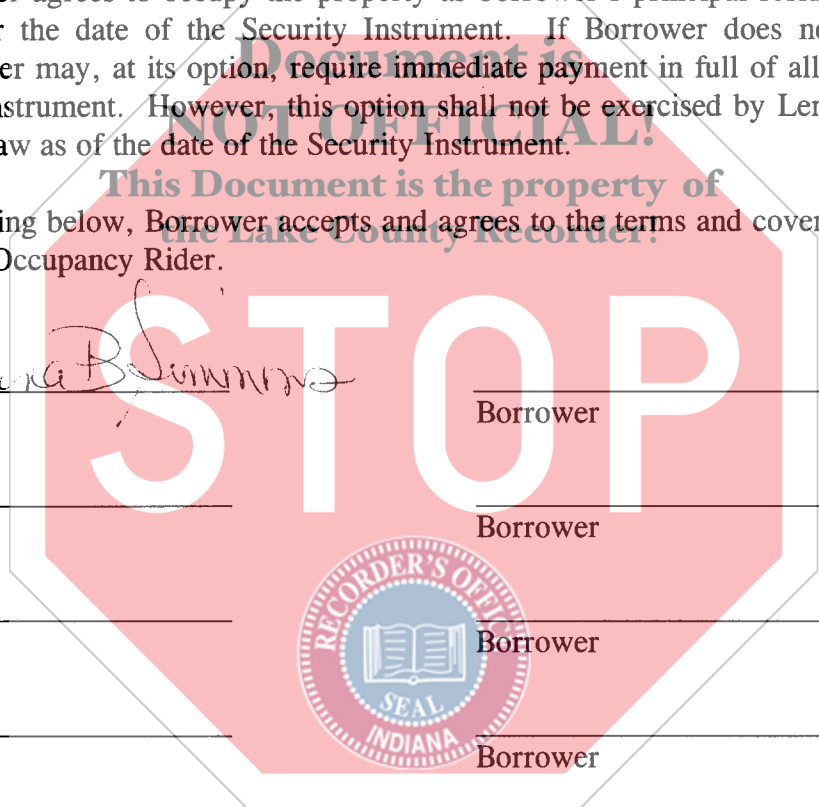 er agrees to occupy the property as borrower's principal
r the date of the Security Instrument. If Borrower does
er may, at its option, require immediate payment in full of all
nstrument. However, this option shall not be exercised by Len
aw as of the date of the Security Instrument.
ing below, Borrower accepts and agrees to the terms and cover
Occupancy Rider.
Document is
NOT OFFICIAL!
This Document is the property of
the Lake County Recorder!
STOP
B Simmons
Borrower
Borrower
Borrower
Borrower
RECORDER'S OFFIC
SEAL
INDIANA